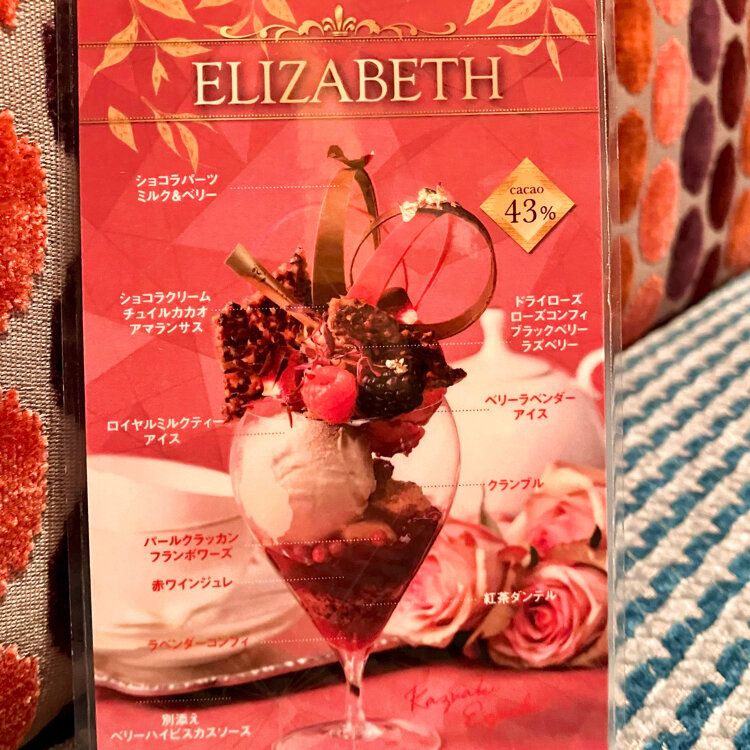 ELIZABETH
ショコラパーツ
ミルク&ベリー
cacao
43%
ショコラクリーム
チュイルカカオ
アマランサス
ドライローズ
ローズコンフィ
ブラックベリー
ラズベリー
ロイヤルミルクティー
アイス
ベリーラベンダー
アイス
クランブル
パールクラッカン
フランボワーズ
赤ワインジュレ
紅茶ダンテル
ラベンダーコンフィ
別添え
ベリーハイビスカスソース